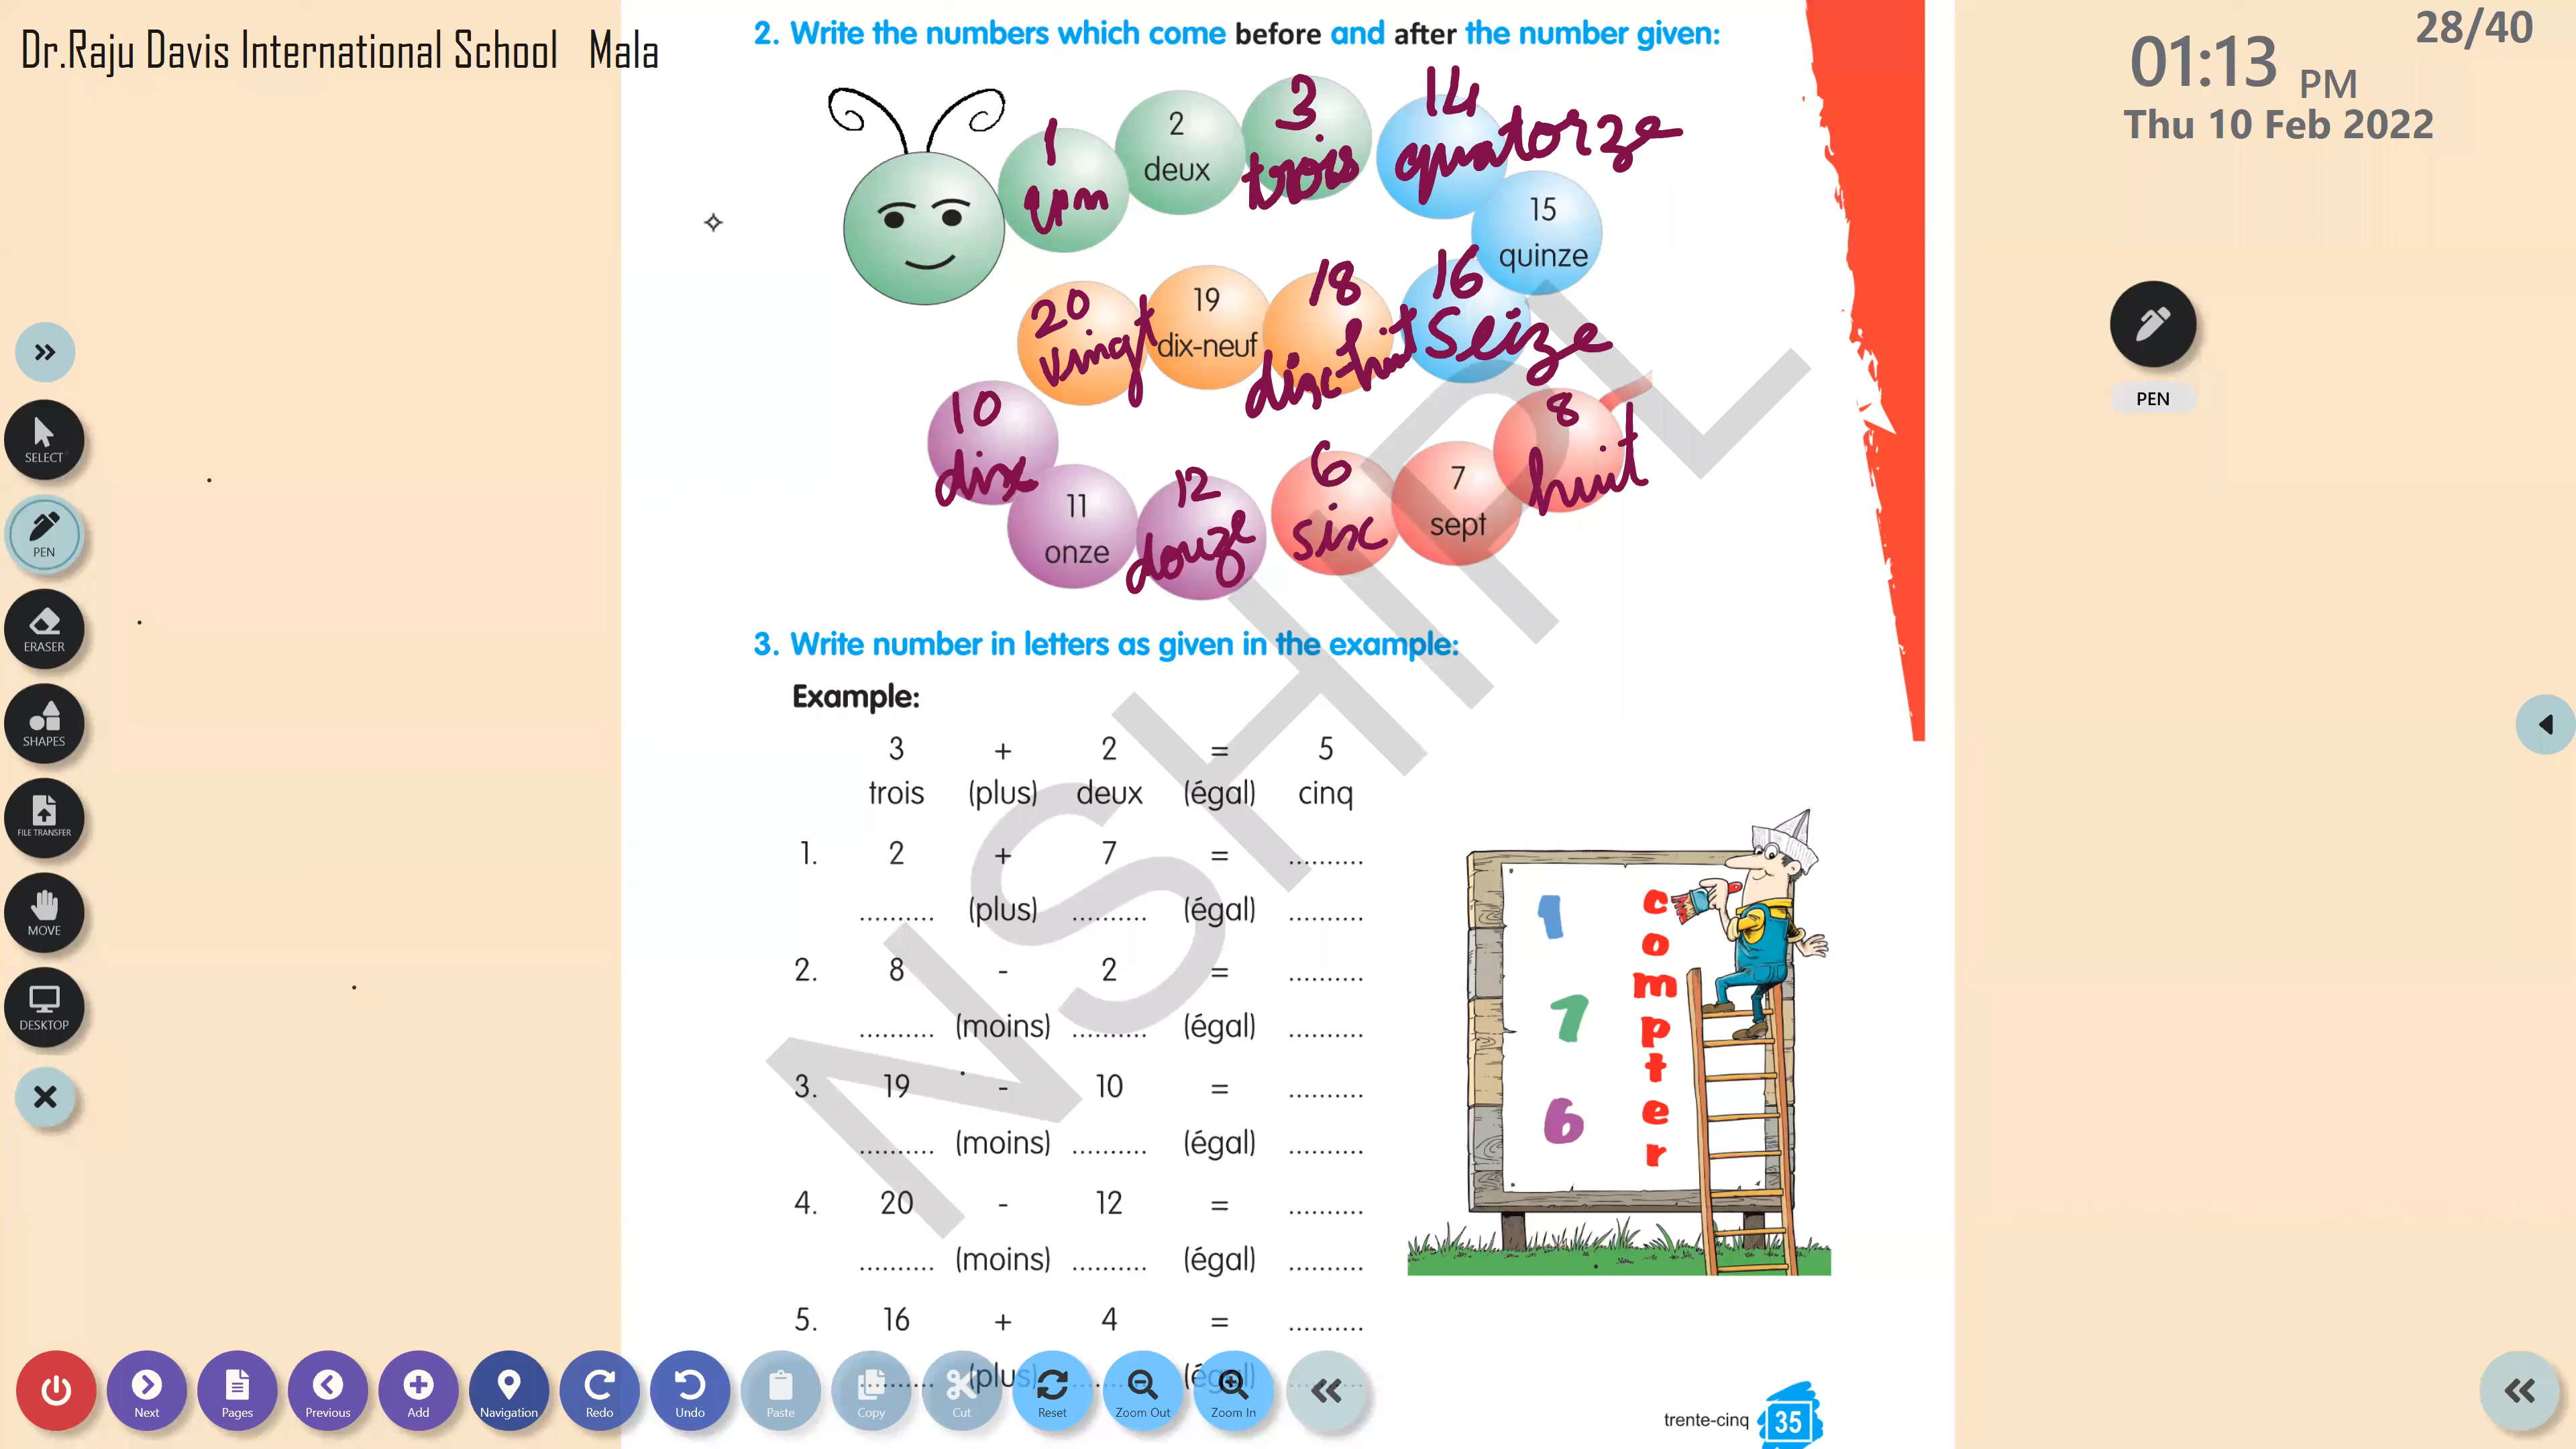 Dr.Raju Davis International School Mala
28/40
01:13 PM
Thu 10 Feb 2022
2. Write the numbers which come before and after the number given:
1
2
deux
3
trois
14
quatorze
15
quinze
16
Seize
18
dix-huit
19
dix-neuf
20
vingt
10
dix
11
onze
12
douze
6
six
7
sept
8
huit
3. Write number in letters as given in the example:
Example:
3 + 2 = 5
trois (plus) deux (égal) cinq
1. 2 + 7 = ..........
.......... (plus) .......... (égal) ..........
2. 8 - 2 = ..........
.......... (moins) .......... (égal) ..........
3. 19 - 10 = ..........
.......... (moins) .......... (égal) ..........
4. 20 - 12 = ..........
.......... (moins) .......... (égal) ..........
5. 16 + 4 = ..........
.......... (plus) .......... (égal) ..........
1
7
6
compter
NSHIPL
trente-cinq 35
SELECT
PEN
ERASER
SHAPES
FILE TRANSFER
MOVE
DESKTOP
PEN
Next Pages Previous Add Navigation Redo Undo Paste Copy Cut Reset Zoom Out Zoom In